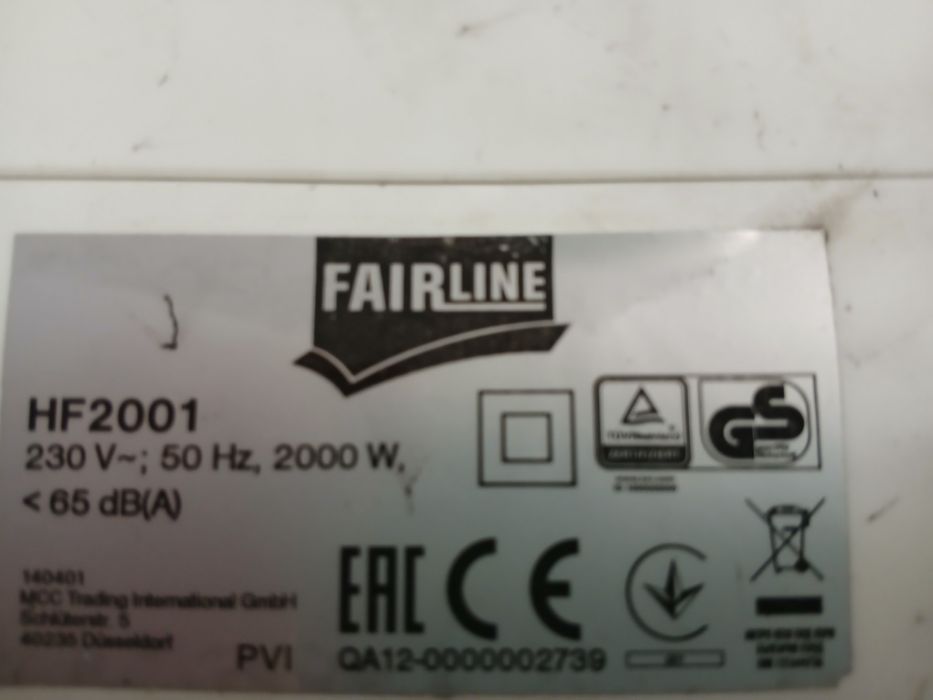 FAIRLINE
HF2001
230 V~; 50 Hz, 2000 W,
< 65 dB(A)
GS
140401
MCC Trading International GmbH
Schlüterstr. 5
40235 Düsseldorf
PVI
EAC CE
QA12-0000002739